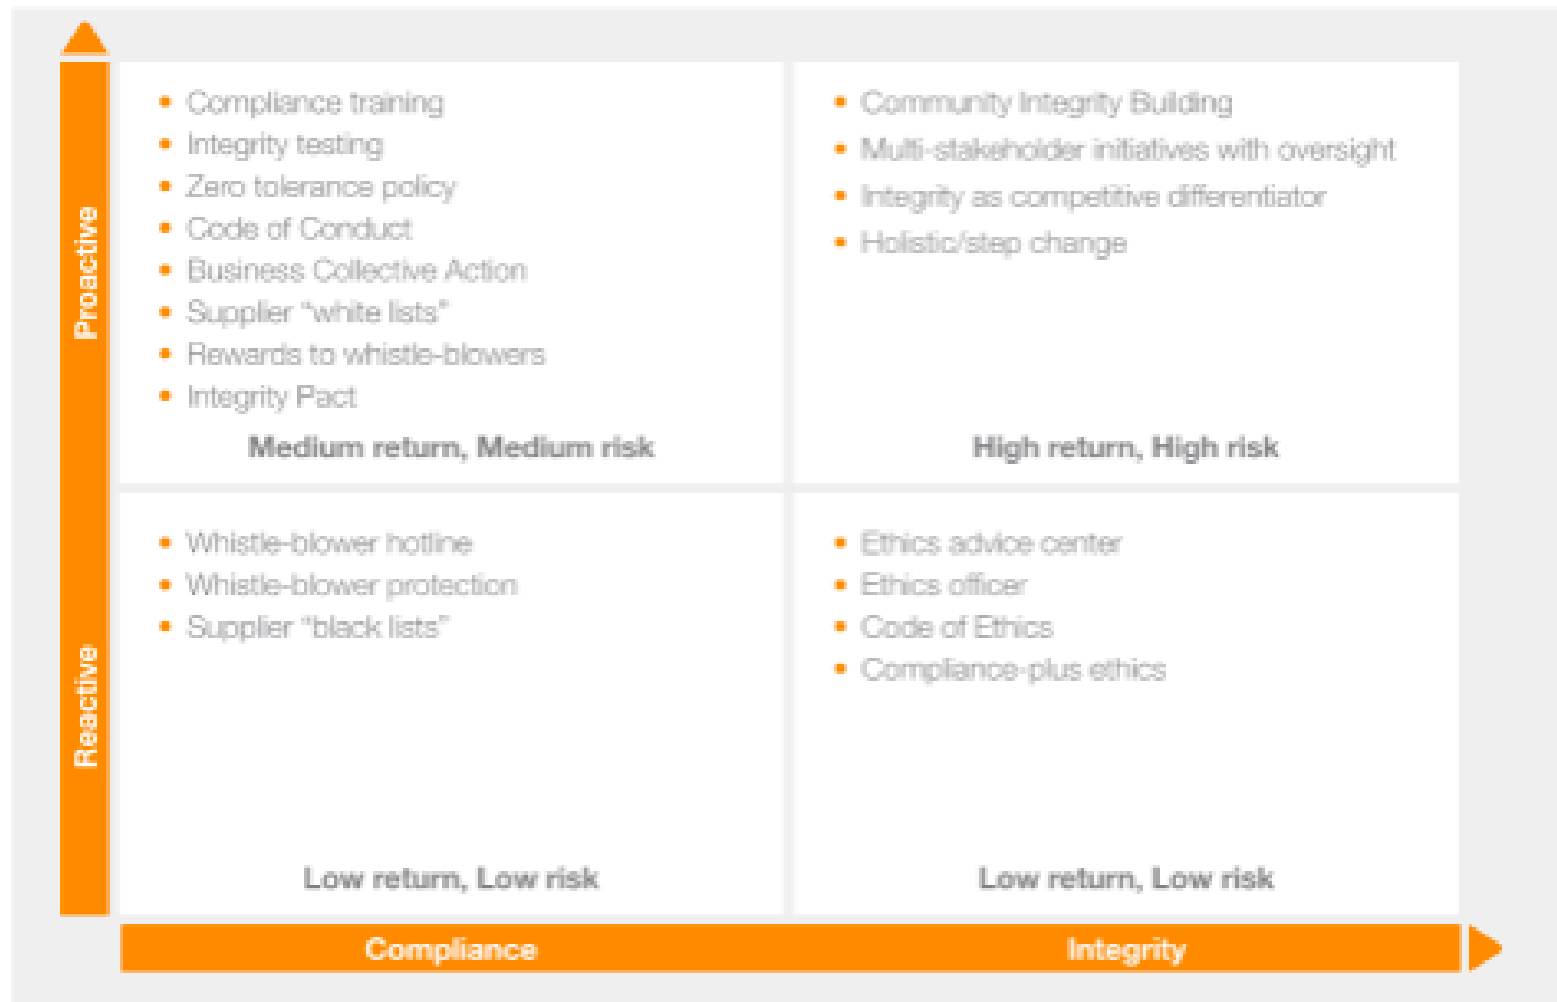 Proactive
Compliance training
Integrity testing
Zero tolerance policy
Code of Conduct
Business Collective Action
Supplier “white lists”
Rewards to whistle-blowers
Integrity Pact
Medium return, Medium risk
Community Integrity Building
Multi-stakeholder initiatives with oversight
Integrity as competitive differentiator
Holistic/step change
High return, High risk
Reactive
Whistle-blower hotline
Whistle-blower protection
Supplier “black lists”
Low return, Low risk
Ethics advice center
Ethics officer
Code of Ethics
Compliance-plus ethics
Low return, Low risk
Compliance
Integrity